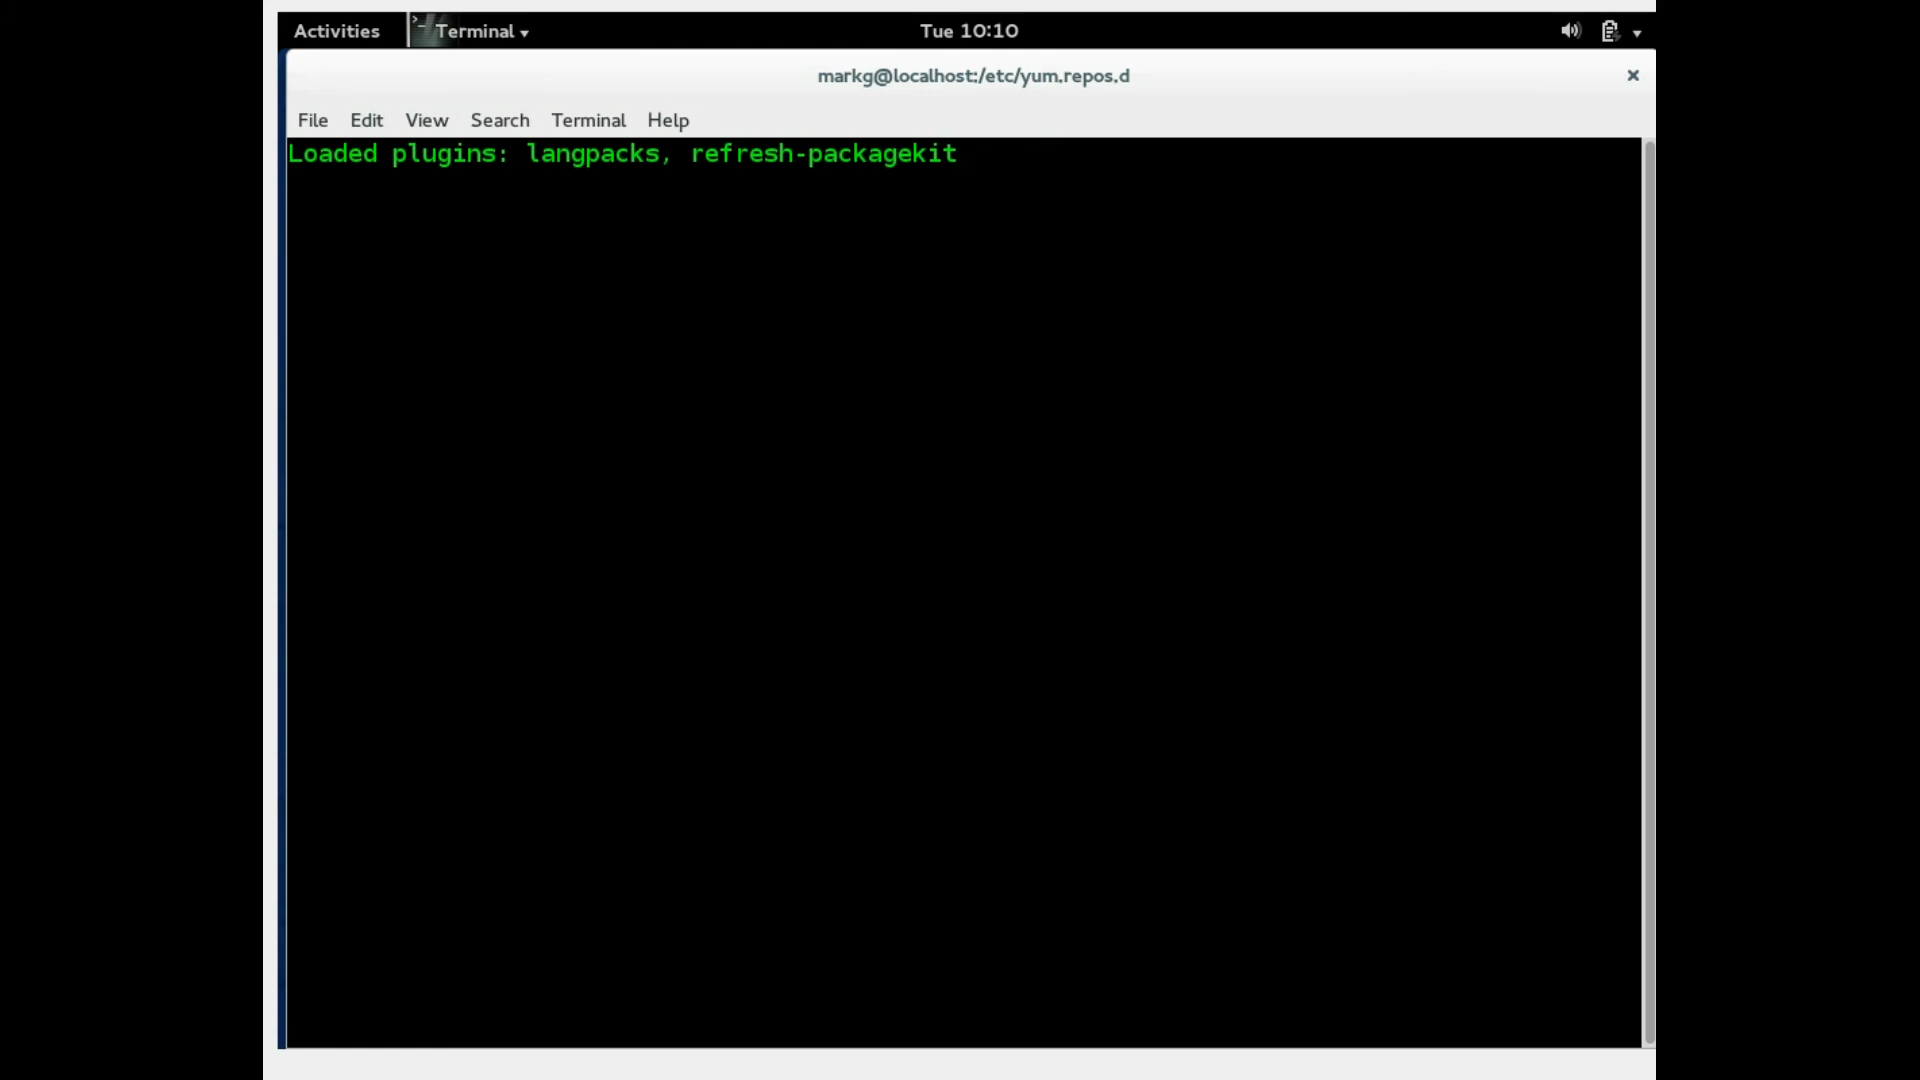 Activities Terminal Tue 10:10
markg@localhost:/etc/yum.repos.d
File Edit View Search Terminal Help
Loaded plugins: langpacks, refresh-packagekit